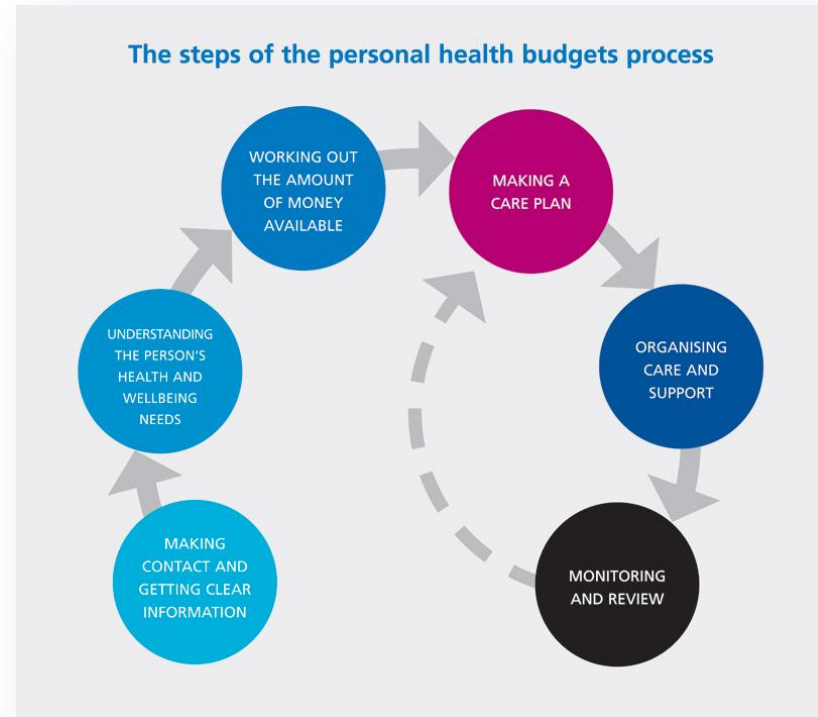 The steps of the personal health budgets process
MAKING
CONTACT AND
GETTING CLEAR
INFORMATION
UNDERSTANDING
THE PERSON'S
HEALTH AND
WELLBEING
NEEDS
WORKING OUT
THE AMOUNT
OF MONEY
AVAILABLE
MAKING A
CARE PLAN
ORGANISING
CARE AND
SUPPORT
MONITORING
AND REVIEW